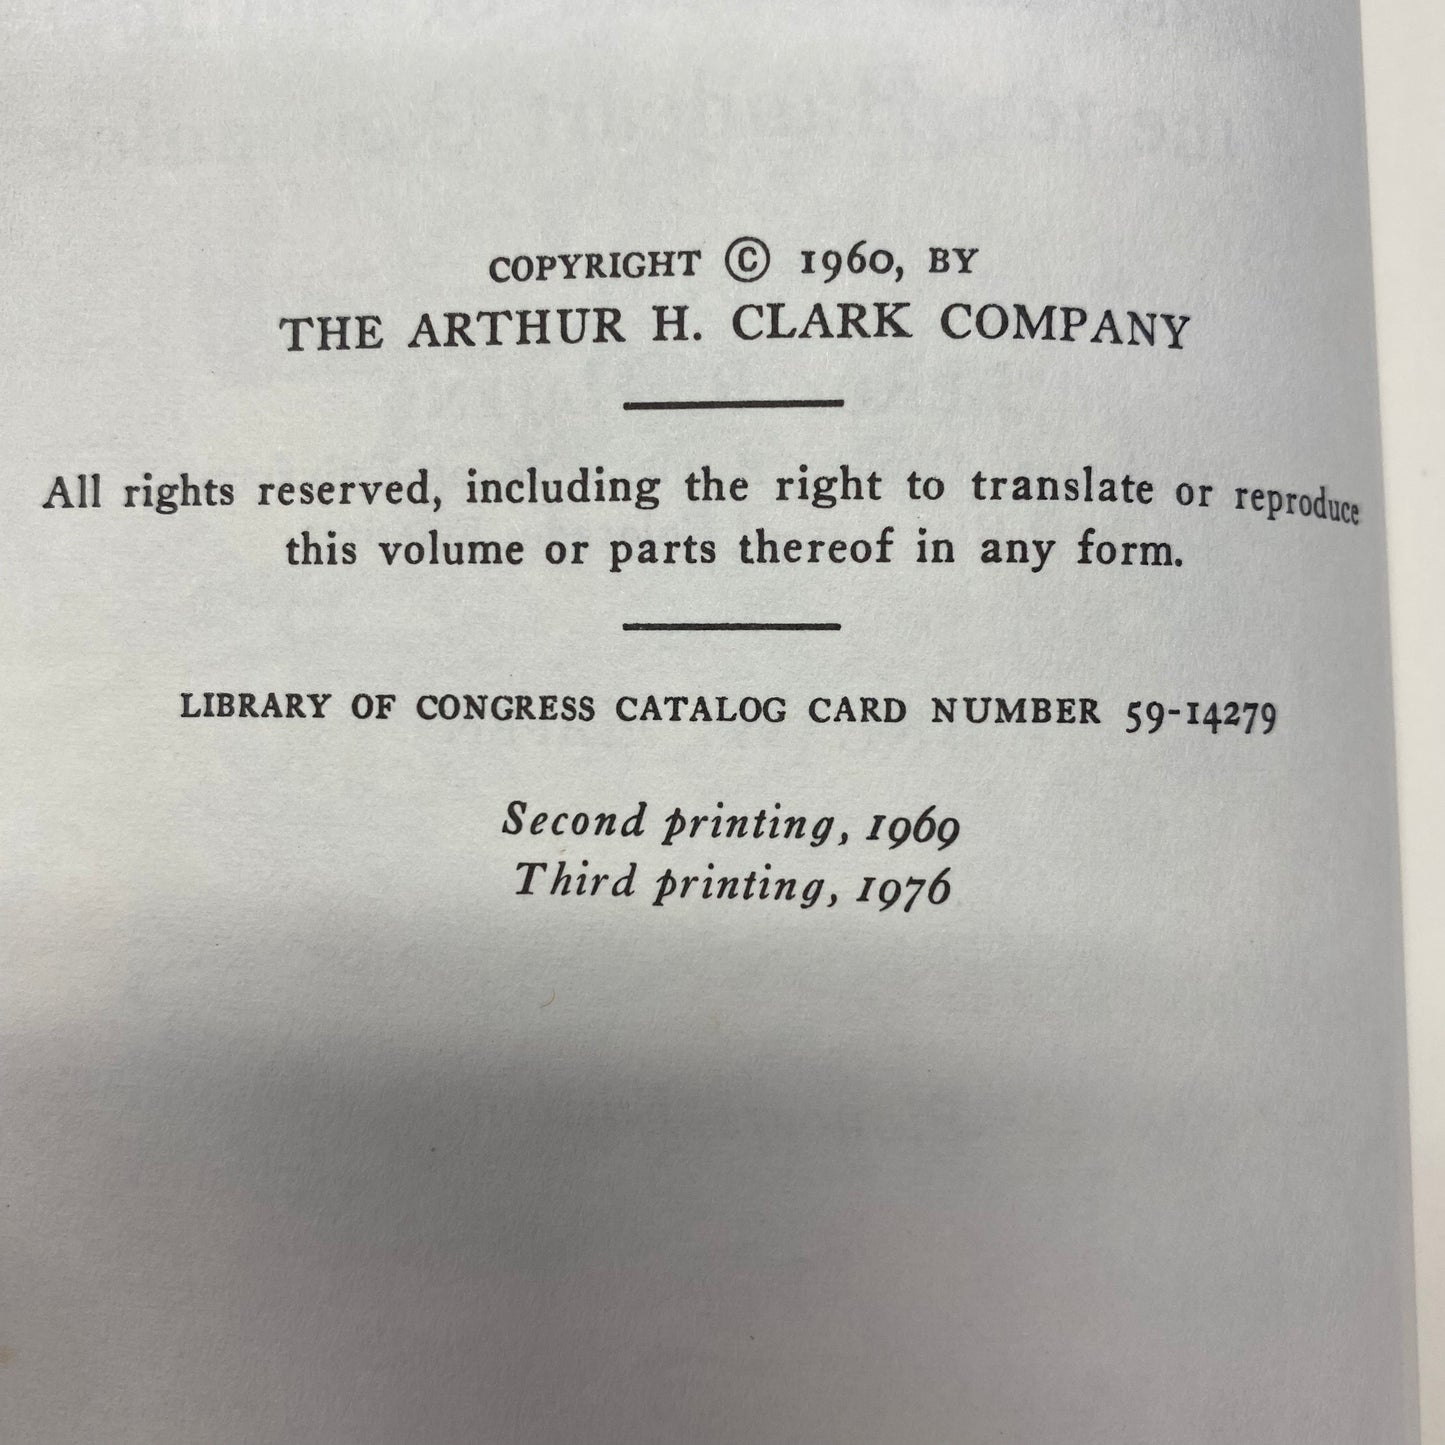 COPYRIGHT © 1960, BY
THE ARTHUR H. CLARK COMPANY
All rights reserved, including the right to translate or reproduce
this volume or parts thereof in any form.
LIBRARY OF CONGRESS CATALOG CARD NUMBER 59-14279
Second printing, 1969
Third printing, 1976